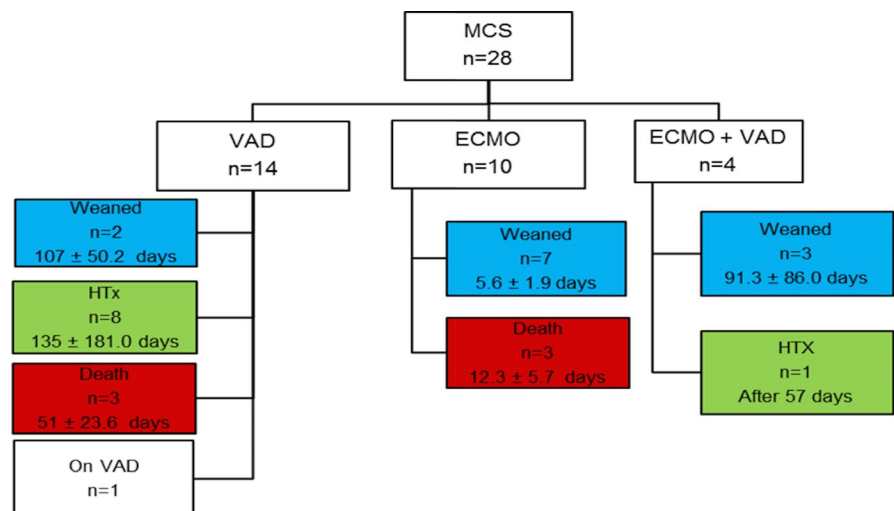 MCS
n=28
VAD
n=14
ECMO
n=10
ECMO + VAD
n=4
Weaned
n=2
107 ± 50.2 days
HTx
n=8
135 ± 181.0 days
Death
n=3
51 ± 23.6 days
On VAD
n=1
Weaned
n=7
5.6 ± 1.9 days
Death
n=3
12.3 ± 5.7 days
Weaned
n=3
91.3 ± 86.0 days
HTX
n=1
After 57 days